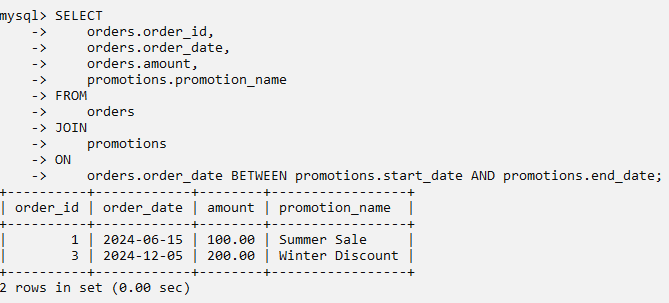 mysql> SELECT
    ->     orders.order_id,
    ->     orders.order_date,
    ->     orders.amount,
    ->     promotions.promotion_name
    -> FROM
    ->     orders
    -> JOIN
    ->     promotions
    -> ON
    ->     orders.order_date BETWEEN promotions.start_date AND promotions.end_date;
+----------+------------+--------+-----------------+
| order_id | order_date | amount | promotion_name  |
+----------+------------+--------+-----------------+
|        1 | 2024-06-15 | 100.00 | Summer Sale     |
|        3 | 2024-12-05 | 200.00 | Winter Discount |
+----------+------------+--------+-----------------+
2 rows in set (0.00 sec)